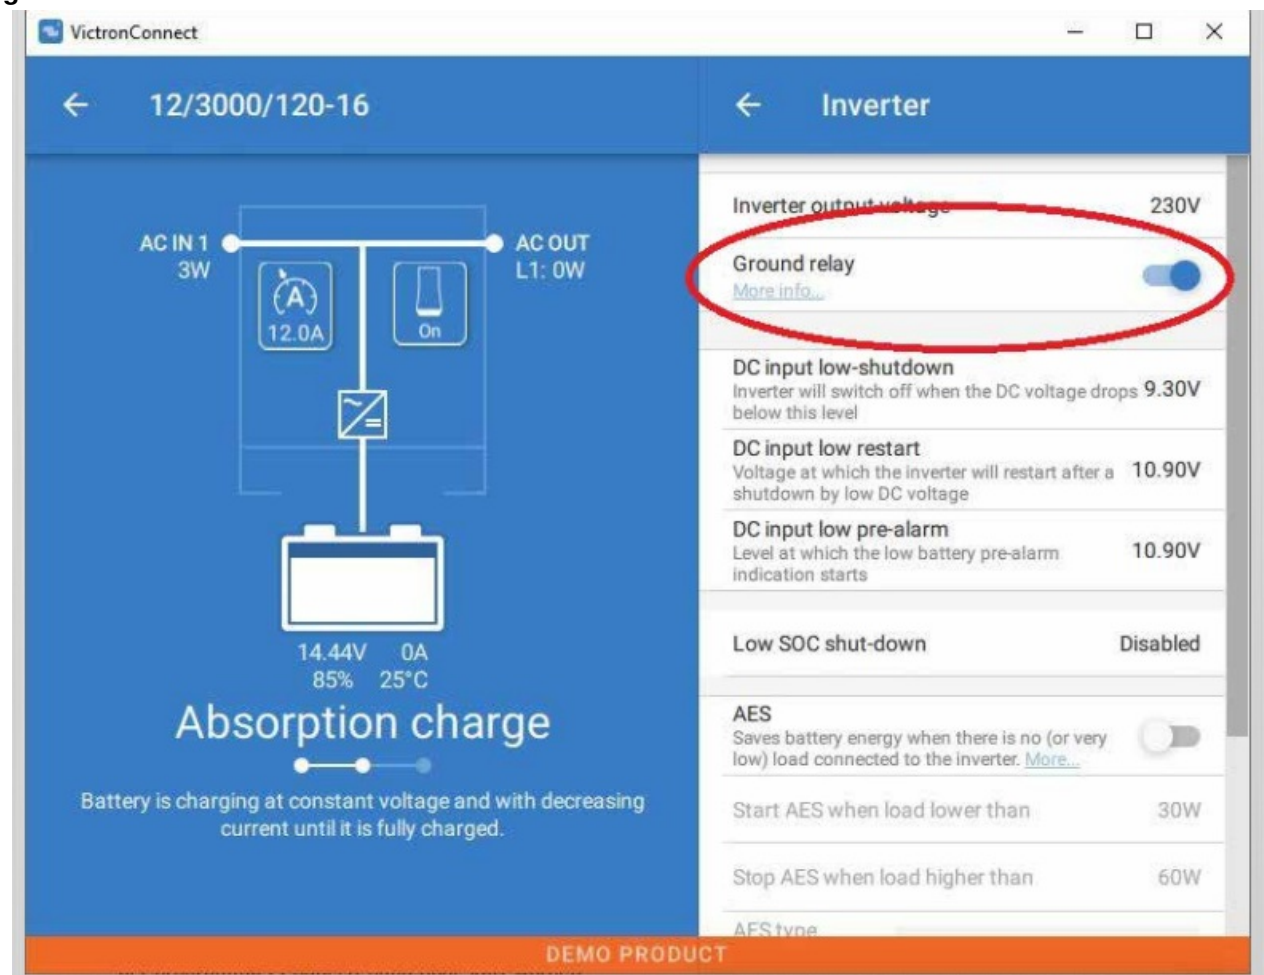 g
VictronConnect
12/3000/120-16
Inverter
AC IN 1
3W
AC OUT
L1: 0W
A
12.0A
On
14.44V 0A
85% 25°C
Absorption charge
Battery is charging at constant voltage and with decreasing
current until it is fully charged.
Inverter output voltage 230V
Ground relay
More info...
DC input low-shutdown
Inverter will switch off when the DC voltage drops 9.30V
below this level
DC input low restart
Voltage at which the inverter will restart after a 10.90V
shutdown by low DC voltage
DC input low pre-alarm
Level at which the low battery pre-alarm 10.90V
indication starts
Low SOC shut-down Disabled
AES
Saves battery energy when there is no (or very
low) load connected to the inverter. More...
Start AES when load lower than 30W
Stop AES when load higher than 60W
AES type
DEMO PRODUCT